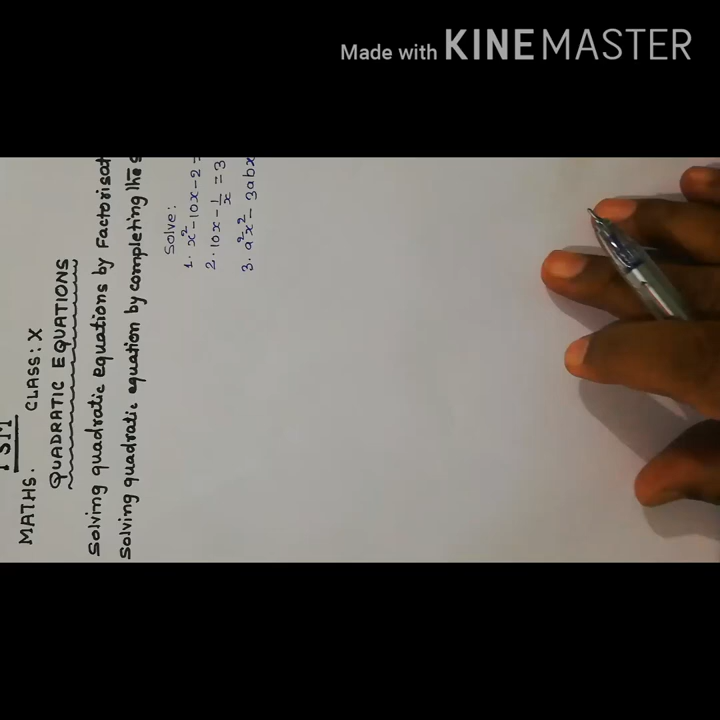 Made with KINEMASTER
MATHS. CLASS: X
QUADRATIC EQUATIONS
Solving quadratic equations by
Solving quadratic equation by completing the
Solve:
1. x² - 10x - 2 =
2. 10x - 1/x = 3
3. a²x² - 3abx